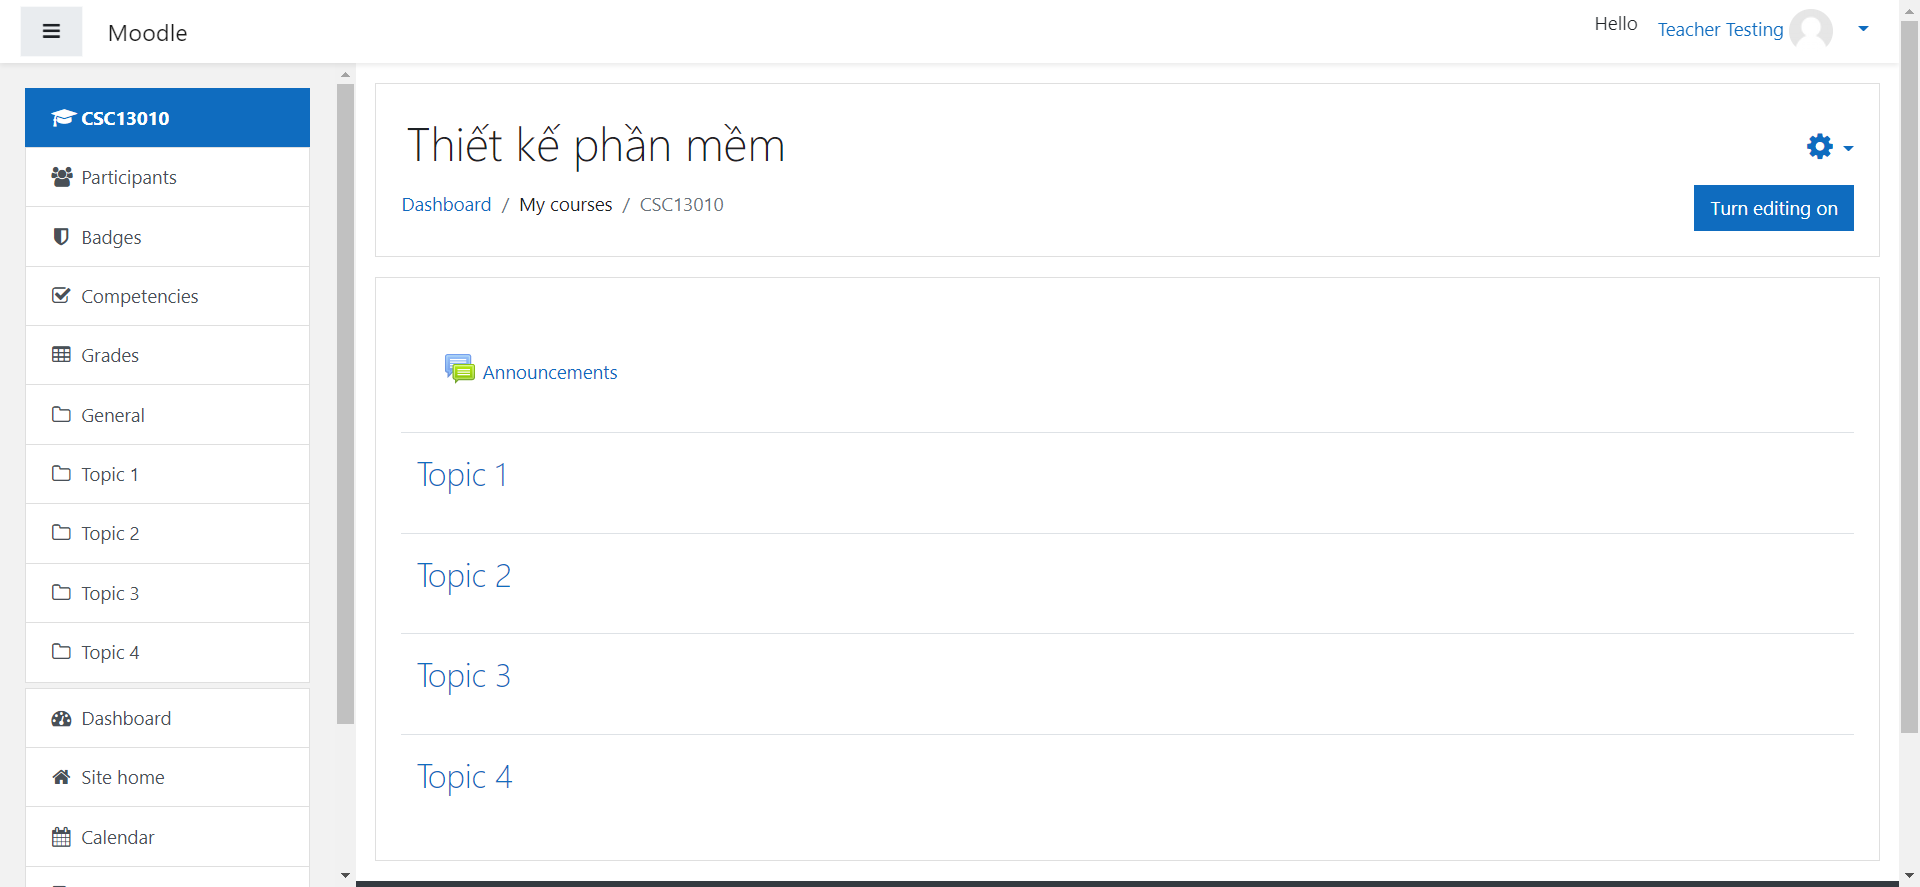 Moodle
Hello Teacher Testing
CSC13010
Participants
Badges
Competencies
Grades
General
Topic 1
Topic 2
Topic 3
Topic 4
Dashboard
Site home
Calendar
Thiết kế phần mềm
Dashboard / My courses / CSC13010
Turn editing on
Announcements
Topic 1
Topic 2
Topic 3
Topic 4